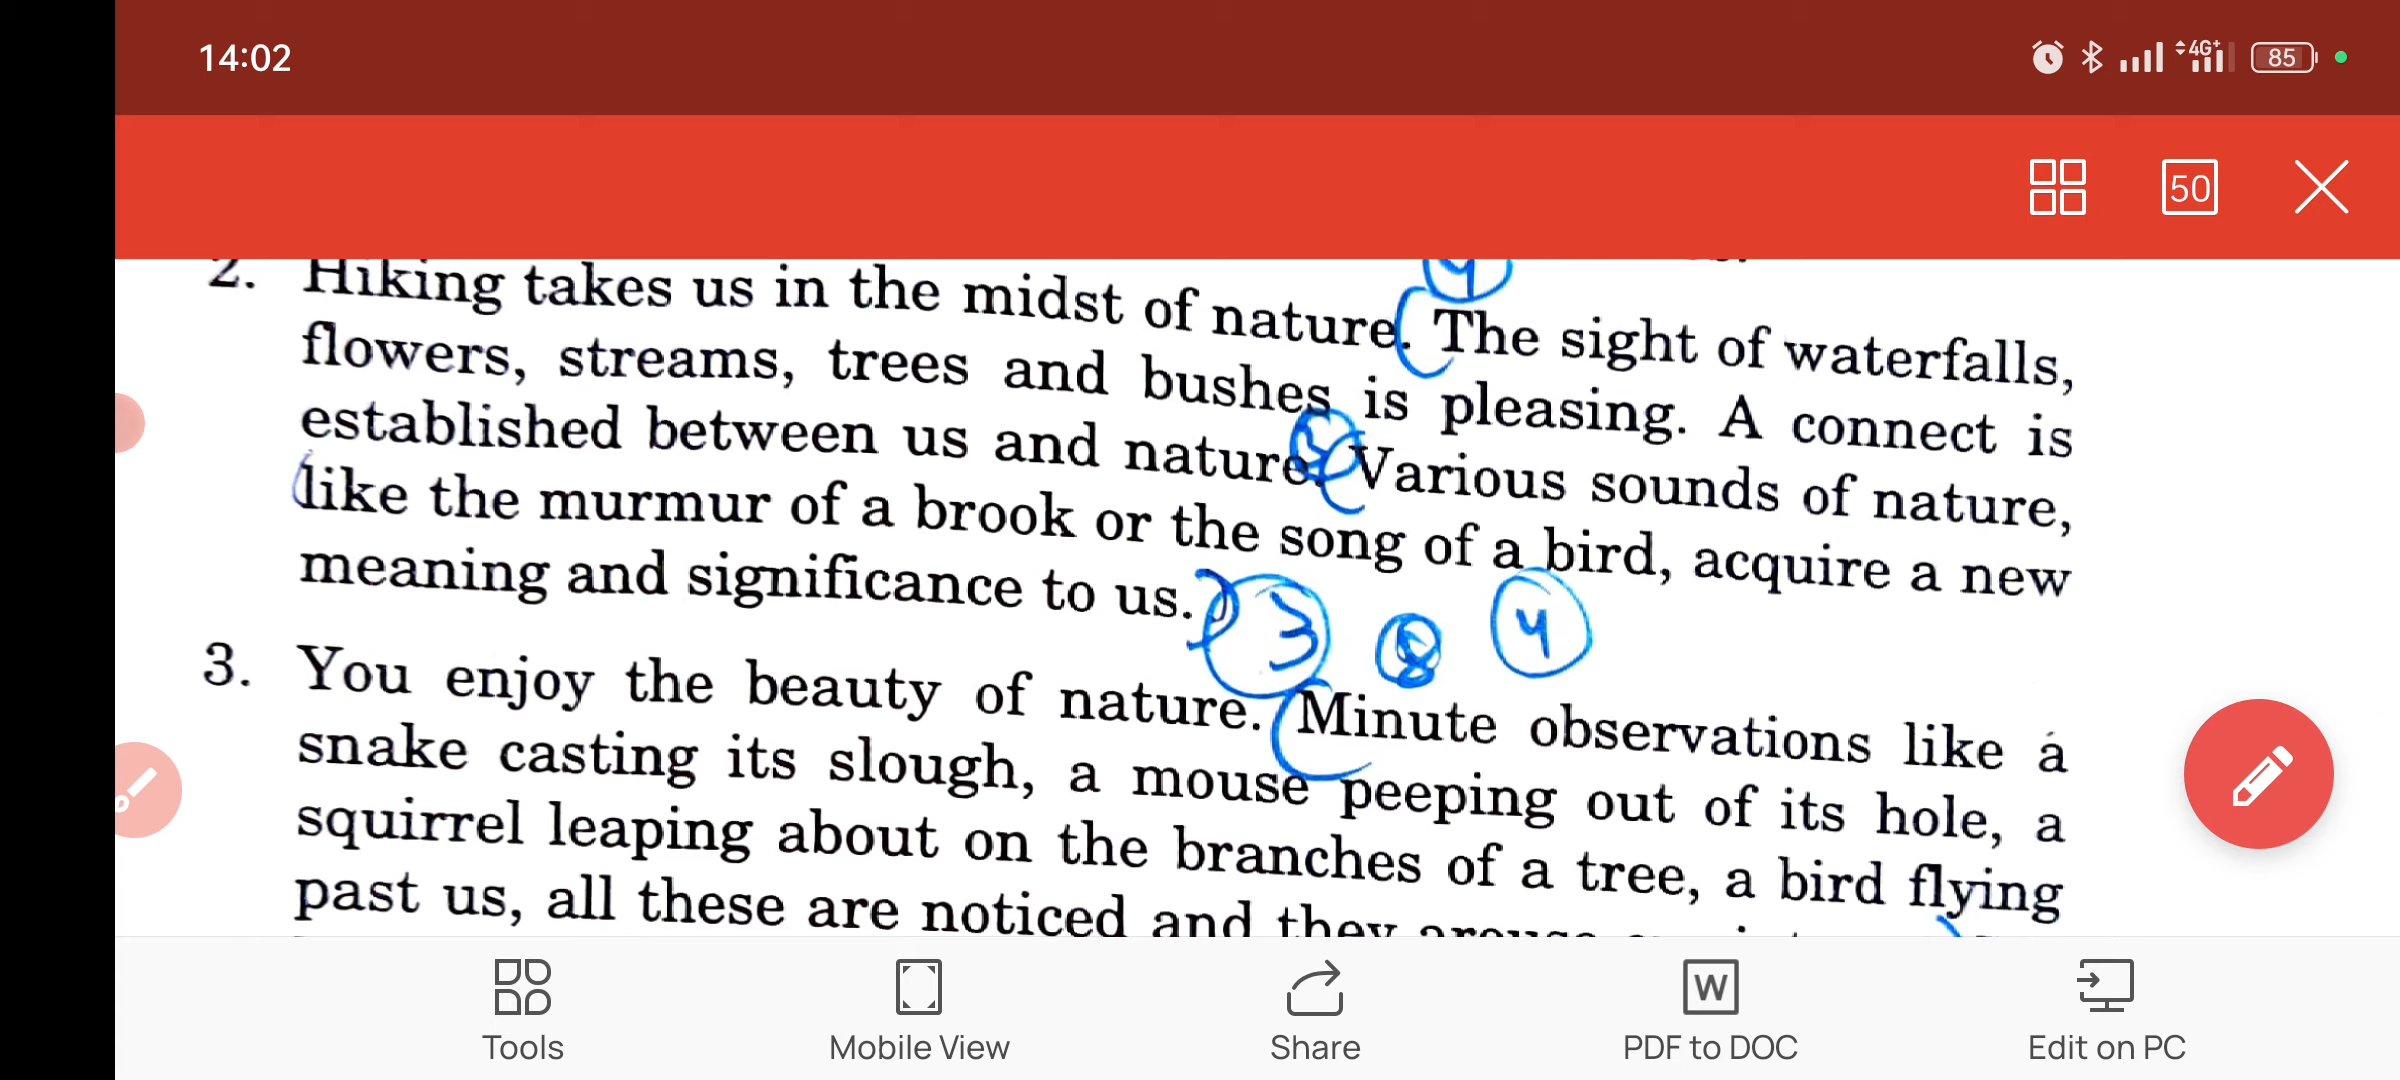 14:02
4G+
85
50
4
2. Hiking takes us in the midst of nature. The sight of waterfalls,
flowers, streams, trees and bushes is pleasing. A connect is
established between us and nature. Various sounds of nature,
like the murmur of a brook or the song of a bird, acquire a new
meaning and significance to us.
3 4
3. You enjoy the beauty of nature. Minute observations like a
snake casting its slough, a mouse peeping out of its hole, a
squirrel leaping about on the branches of a tree, a bird flying
past us, all these are noticed and they arouse
W
Tools Mobile View Share PDF to DOC Edit on PC